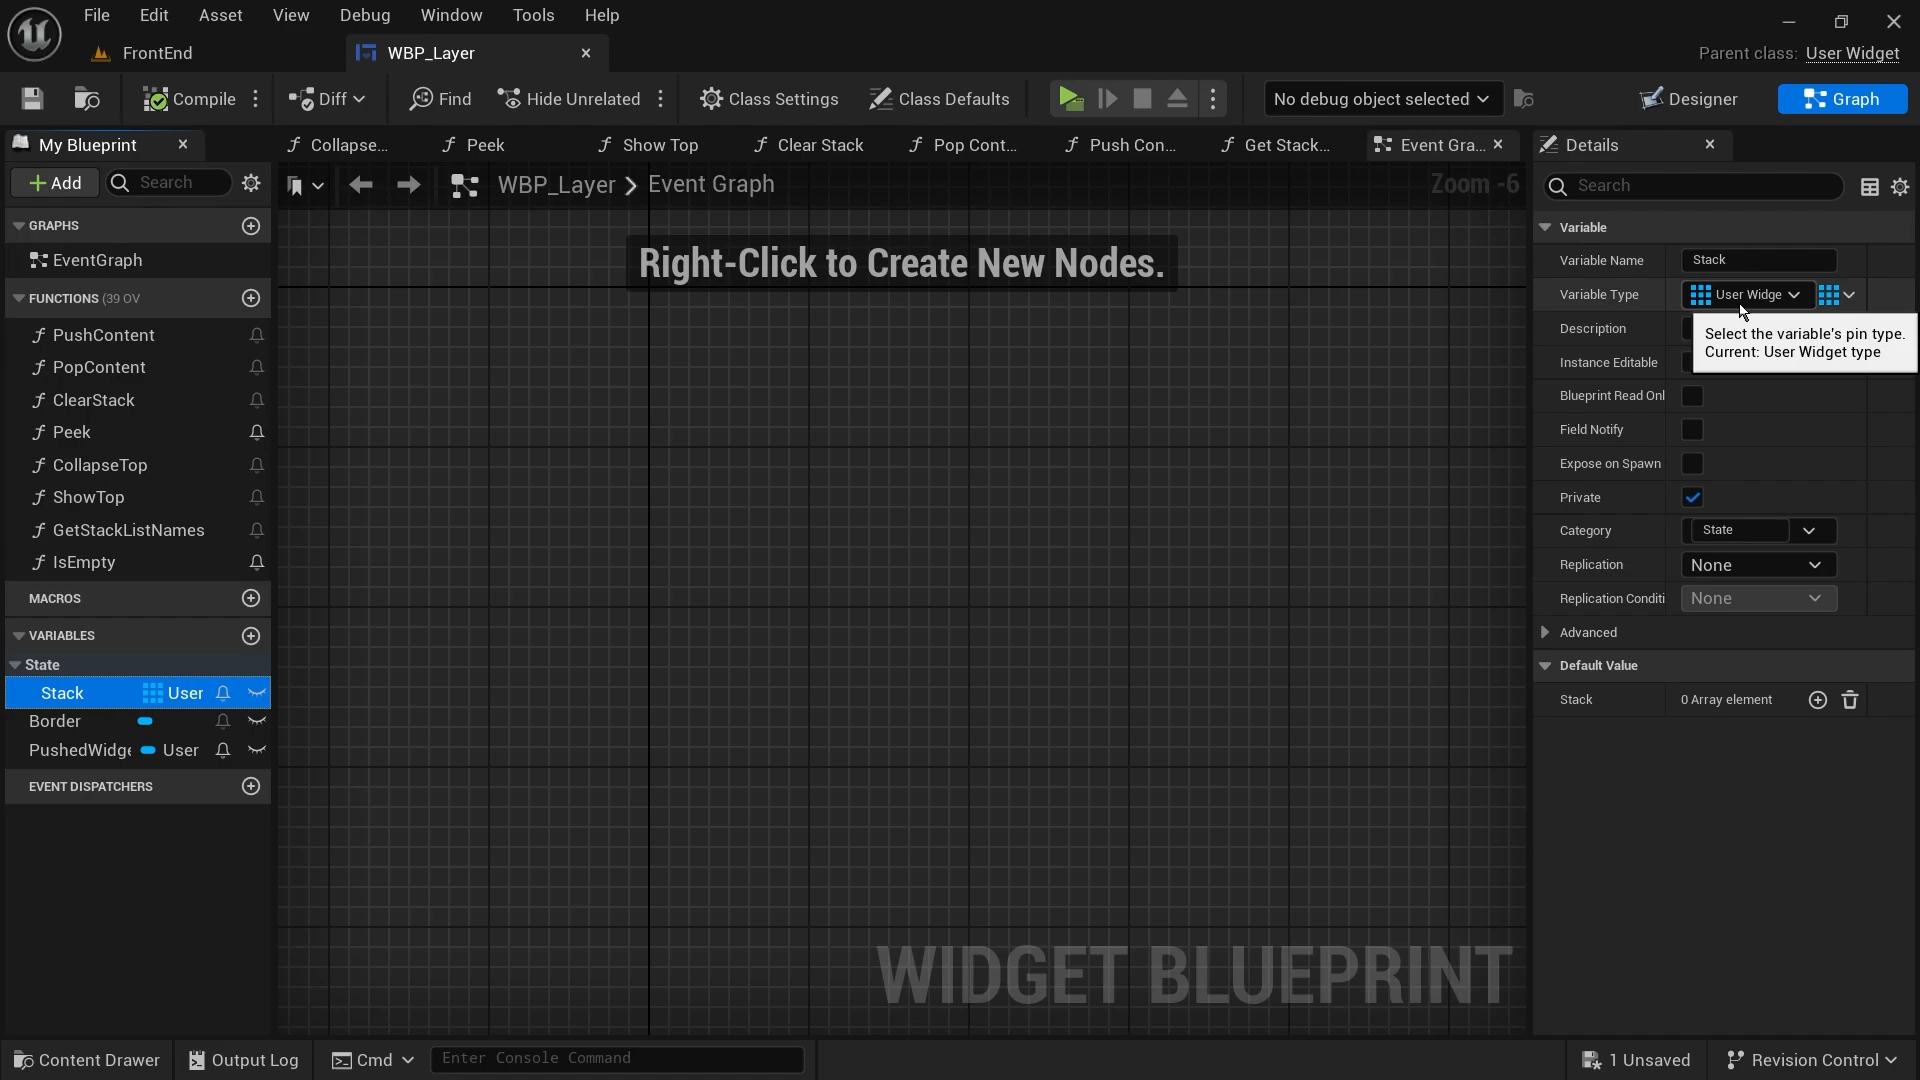 File Edit Asset View Debug Window Tools Help
FrontEnd
WBP_Layer
Parent class: User Widget
Compile
Diff
Find
Hide Unrelated
Class Settings
Class Defaults
No debug object selected
Designer
Graph
My Blueprint
Collapse...
Peek
Show Top
Clear Stack
Pop Cont...
Push Con...
Get Stack...
Event Gra...
Details
Add
Search
WBP_Layer
Event Graph
Zoom -6
Search
GRAPHS
EventGraph
FUNCTIONS (39 OV
PushContent
PopContent
ClearStack
Peek
CollapseTop
ShowTop
GetStackListNames
IsEmpty
MACROS
VARIABLES
State
Stack User
Border
PushedWidge User
EVENT DISPATCHERS
Right-Click to Create New Nodes.
WIDGET BLUEPRINT
Variable
Variable Name Stack
Variable Type User Widge
Select the variable's pin type.
Current: User Widget type
Description
Instance Editable
Blueprint Read Onl
Field Notify
Expose on Spawn
Private
Category State
Replication None
Replication Conditi None
Advanced
Default Value
Stack 0 Array element
Content Drawer
Output Log
Cmd
Enter Console Command
1 Unsaved
Revision Control